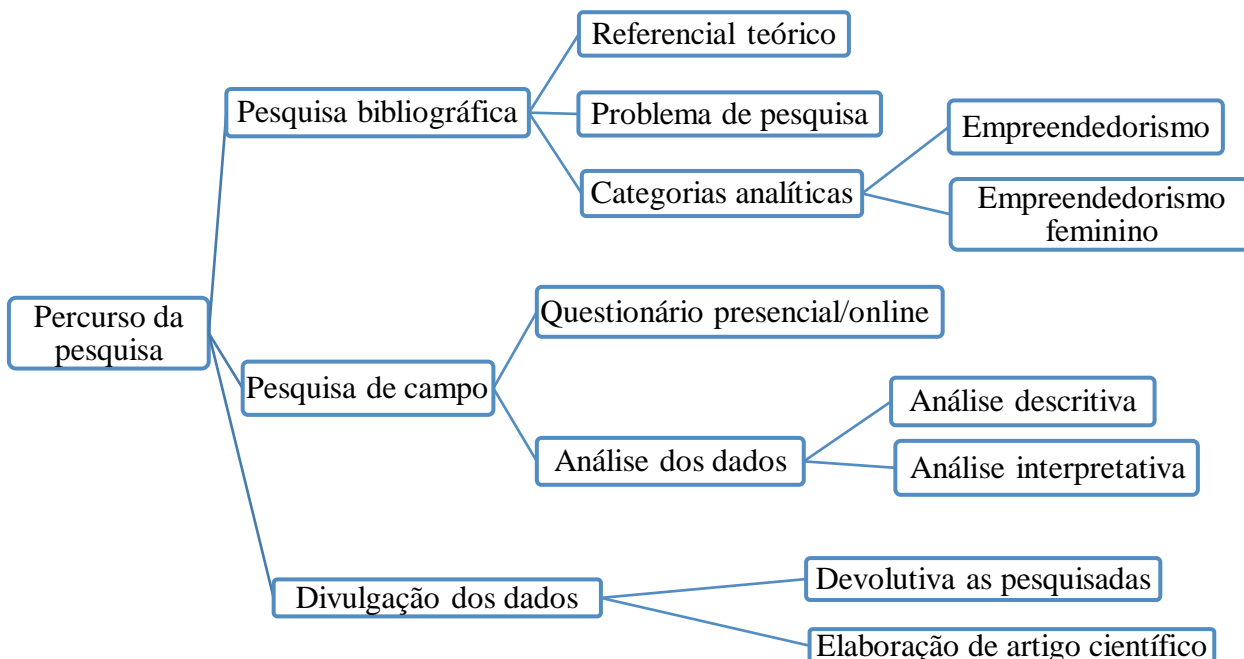 Referencial teórico
Pesquisa bibliográfica
Problema de pesquisa
Empreendedorismo
Categorias analíticas
Empreendedorismo
feminino
Percurso da
pesquisa
Questionário presencial/online
Pesquisa de campo
Análise descritiva
Análise dos dados
Análise interpretativa
Divulgação dos dados
Devolutiva as pesquisadas
Elaboração de artigo científico